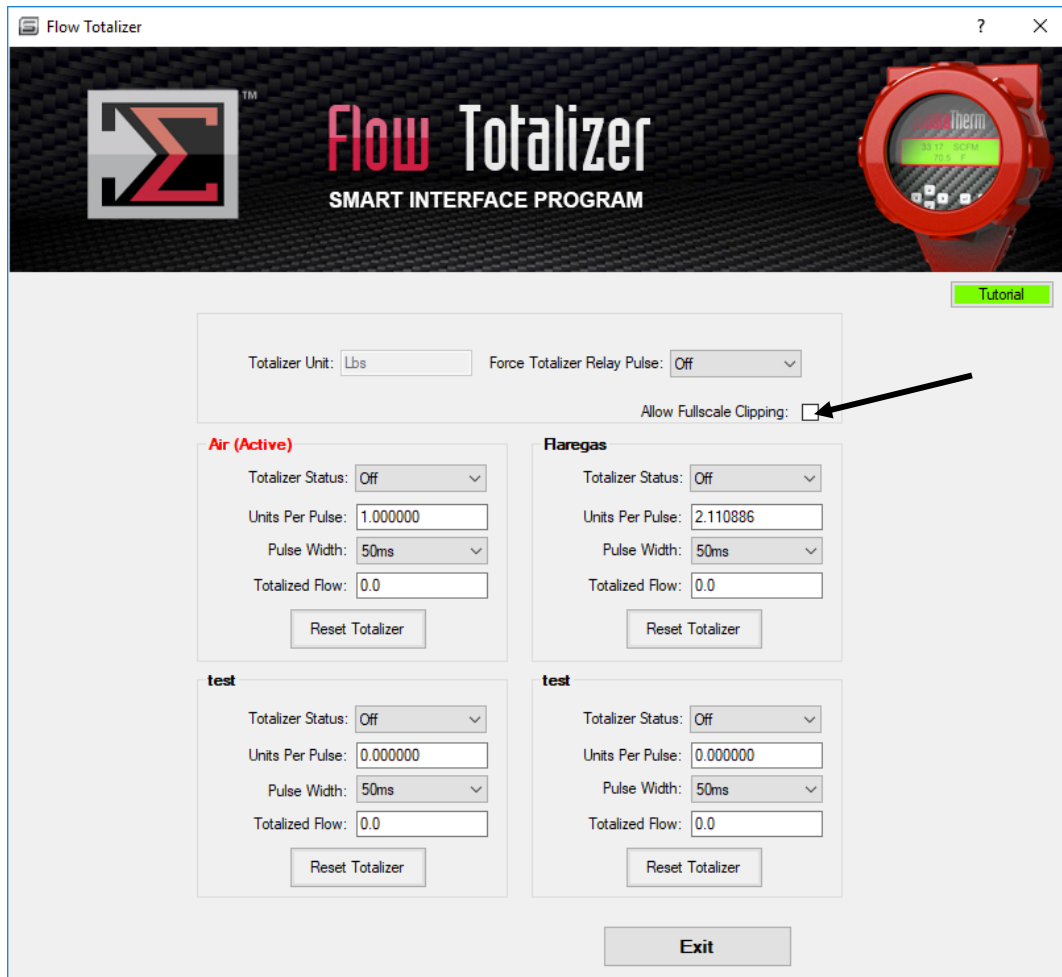 Flow Totalizer
?
TM
Flow Totalizer
SMART INTERFACE PROGRAM
Therm
33.17 SCFM
70.5 F
Tutorial
Totalizer Unit: Lbs Force Totalizer Relay Pulse: Off
Allow Fullscale Clipping:
Air (Active)
Totalizer Status: Off
Units Per Pulse: 1.000000
Pulse Width: 50ms
Totalized Flow: 0.0
Reset Totalizer
Flaregas
Totalizer Status: Off
Units Per Pulse: 2.110886
Pulse Width: 50ms
Totalized Flow: 0.0
Reset Totalizer
test
Totalizer Status: Off
Units Per Pulse: 0.000000
Pulse Width: 50ms
Totalized Flow: 0.0
Reset Totalizer
test
Totalizer Status: Off
Units Per Pulse: 0.000000
Pulse Width: 50ms
Totalized Flow: 0.0
Reset Totalizer
Exit